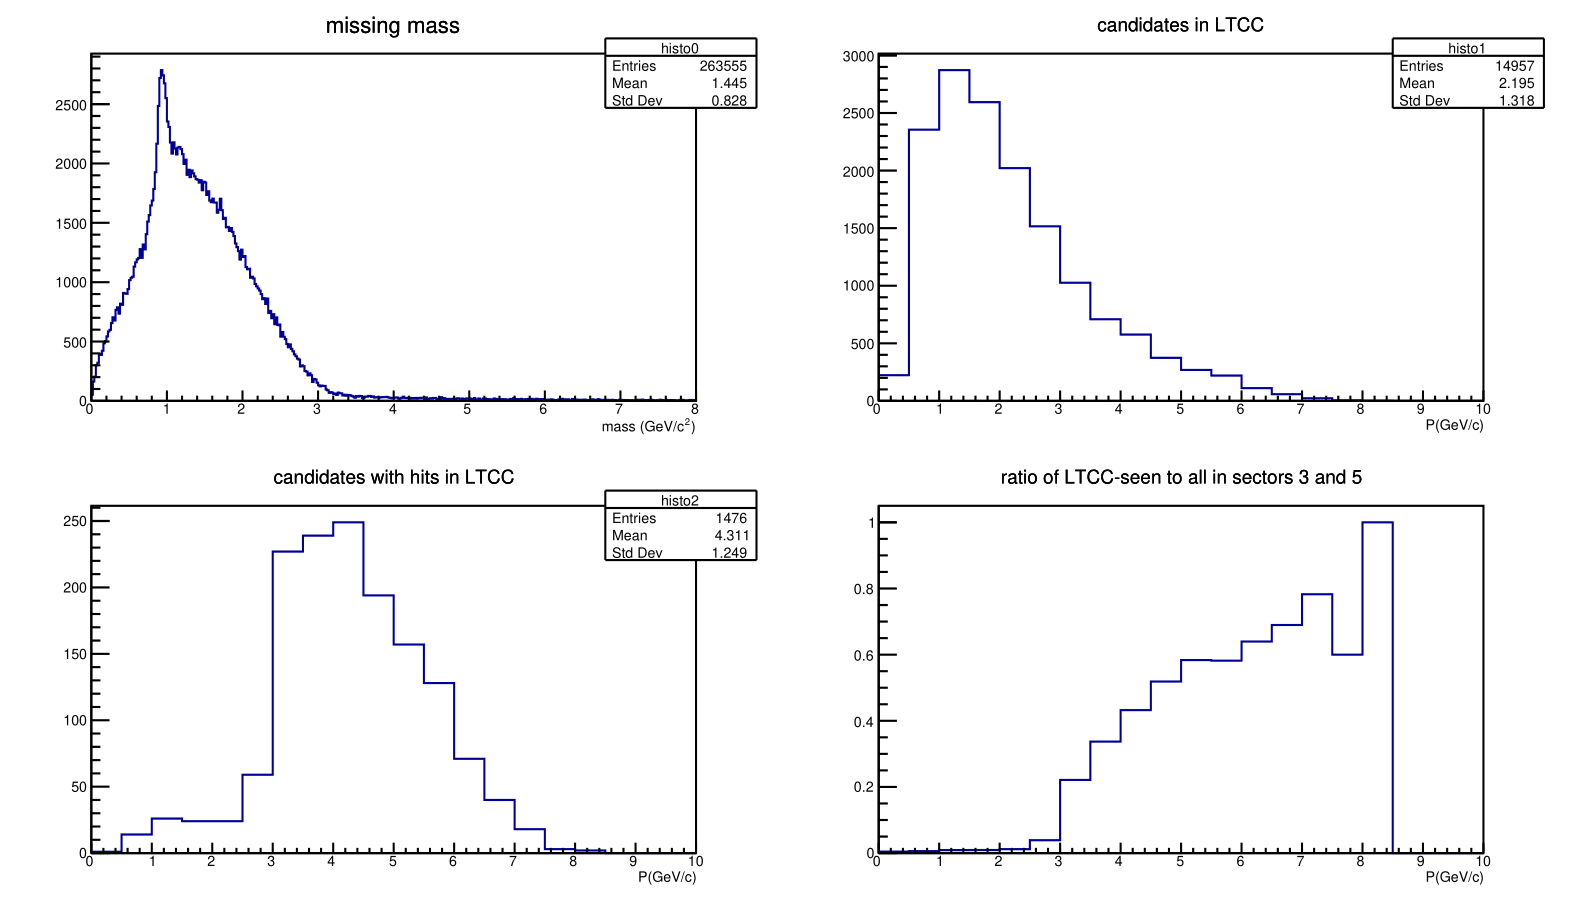 missing mass
histo0
Entries 263555
Mean 1.445
Std Dev 0.828
2500
2000
1500
1000
500
0
0 1 2 3 4 5 6 7 8
mass (GeV/c²)
candidates in LTCC
histo1
Entries 14957
Mean 2.195
Std Dev 1.318
3000
2500
2000
1500
1000
500
0
0 1 2 3 4 5 6 7 8 9 10
P(GeV/c)
candidates with hits in LTCC
histo2
Entries 1476
Mean 4.311
Std Dev 1.249
250
200
150
100
50
0
0 1 2 3 4 5 6 7 8 9 10
P(GeV/c)
ratio of LTCC-seen to all in sectors 3 and 5
1
0.8
0.6
0.4
0.2
0
0 1 2 3 4 5 6 7 8 9 10
P(GeV/c)